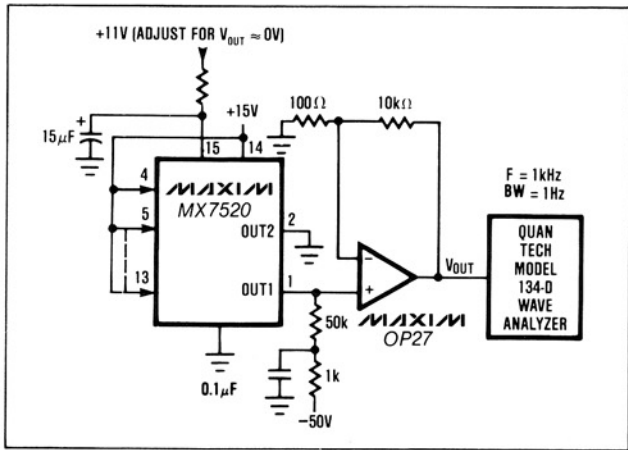 +11V (ADJUST FOR VOUT ≈ 0V)
100Ω
10kΩ
+15V
15µF
+
15
14
4
MAXIM
MX7520
5
OUT2
2
13
OUT1
1
−
+
VOUT
F = 1kHz
BW = 1Hz
QUAN
TECH
MODEL
134-D
WAVE
ANALYZER
50k
MAXIM
OP27
0.1µF
1k
−50V